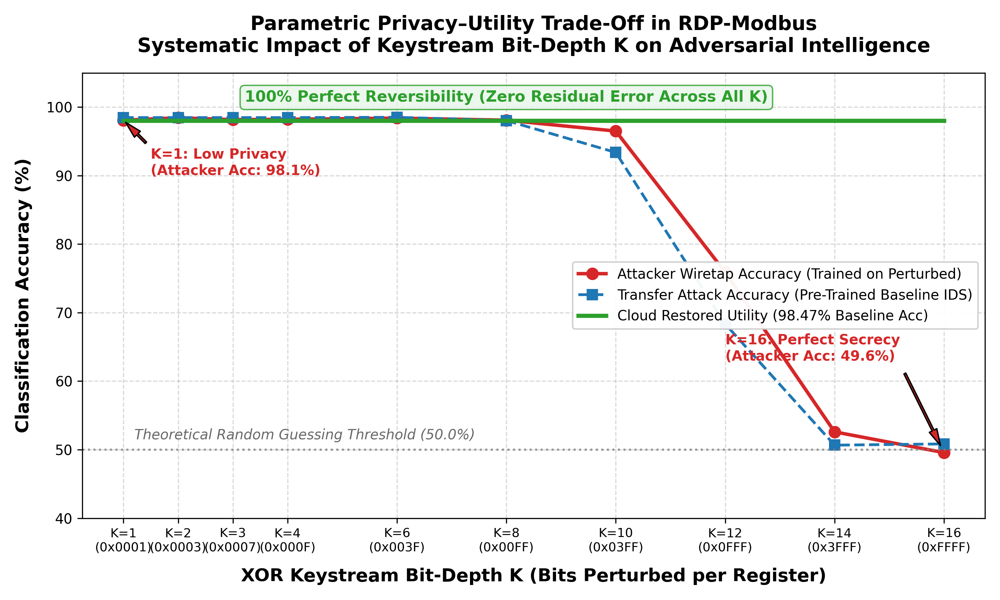 Parametric Privacy–Utility Trade-Off in RDP-Modbus
Systematic Impact of Keystream Bit-Depth K on Adversarial Intelligence
100% Perfect Reversibility (Zero Residual Error Across All K)
K=1: Low Privacy
(Attacker Acc: 98.1%)
Attacker Wiretap Accuracy (Trained on Perturbed)
Transfer Attack Accuracy (Pre-Trained Baseline IDS)
Cloud Restored Utility (98.47% Baseline Acc)
K=16: Perfect Secrecy
(Attacker Acc: 49.6%)
Theoretical Random Guessing Threshold (50.0%)
Classification Accuracy (%)
100
90
80
70
60
50
40
K=1
(0x0001)
K=2
(0x0003)
K=3
(0x0007)
K=4
(0x000F)
K=6
(0x003F)
K=8
(0x00FF)
K=10
(0x03FF)
K=12
(0x0FFF)
K=14
(0x3FFF)
K=16
(0xFFFF)
XOR Keystream Bit-Depth K (Bits Perturbed per Register)